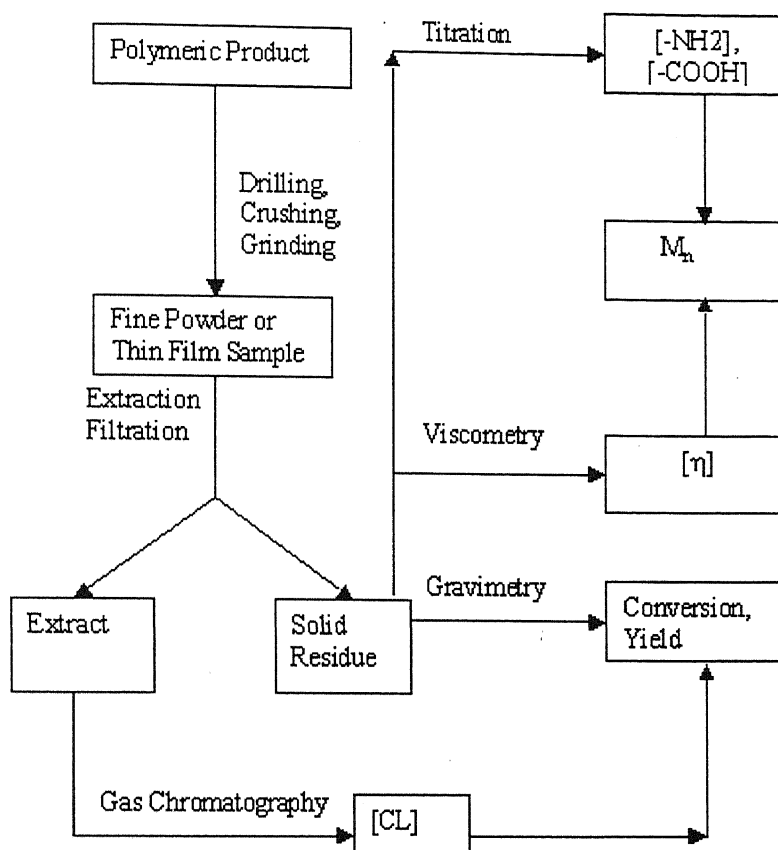 Polymeric Product
Titration
[-NH2],
[-COOH]
Drilling,
Crushing,
Grinding
Mn
Fine Powder or
Thin Film Sample
Extraction
Filtration
Viscometry
[η]
Gravimetry
Extract
Solid
Residue
Conversion,
Yield
Gas Chromatography
[CL]